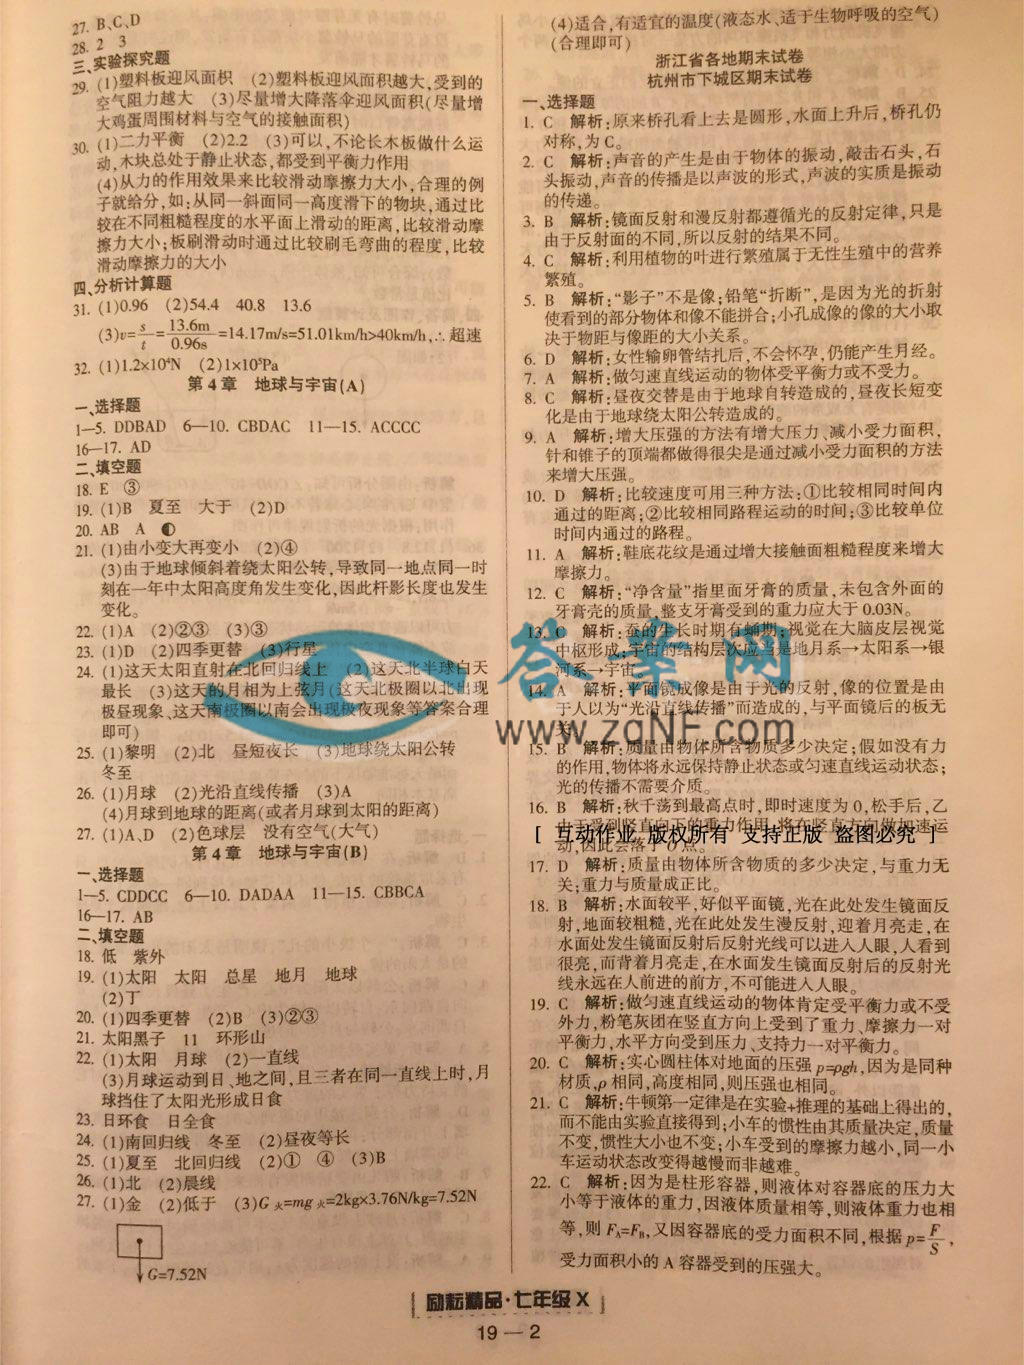 27. B、C、D
28. 2　3
三、实验探究题
29. (1)塑料板迎风面积　(2)塑料板迎风面积越大,受到的
空气阻力越大　(3)尽量增大降落伞迎风面积(尽量增
大鸡蛋周围材料与空气的接触面积)
30. (1)二力平衡　(2)2.2　(3)可以,不论长木板做什么运
动,木块总处于静止状态,都受到平衡力作用
(4)从力的作用效果来比较滑动摩擦力大小,合理的例
子就给分,如:从同一斜面同一高度滑下的物块,通过比
较在不同粗糙程度的水平面上滑动的距离,比较滑动摩
擦力大小;板刷滑动时通过比较刷毛弯曲的程度,比较
滑动摩擦力的大小
四、分析计算题
31. (1)0.96　(2)54.4　40.8　13.6
(3)v=s/t=13.6m/0.96s=14.17m/s=51.01km/h>40km/h,∴超速
32. (1)1.2×10⁴N　(2)1×10⁵Pa
第 4 章　地球与宇宙(A)
一、选择题
1—5. DDBAD　6—10. CBDAC　11—15. ACCCC
16—17. AD
二、填空题
18. E　③
19. (1)B　夏至　大于　(2)D
20. AB　A　◐
21. (1)由小变大再变小　(2)④
(3)由于地球倾斜着绕太阳公转,导致同一地点同一时
刻在一年中太阳高度角发生变化,因此杆影长度也发生
变化。
22. (1)A　(2)②③　(3)③
23. (1)D　(2)四季更替　(3)行星
24. (1)这天太阳直射在北回归线上　(2)这天北半球白天
最长　(3)这天的月相为上弦月(这天北极圈以北出现
极昼现象、这天南极圈以南会出现极夜现象等答案合理
即可)
25. (1)黎明　(2)北　昼短夜长　(3)地球绕太阳公转
冬至
26. (1)月球　(2)光沿直线传播　(3)A
(4)月球到地球的距离(或者月球到太阳的距离)
27. (1)A、D　(2)色球层　没有空气(大气)
第 4 章　地球与宇宙(B)
一、选择题
1—5. CDDCC　6—10. DADAA　11—15. CBBCA
16—17. AB
二、填空题
18. 低　紫外
19. (1)太阳　太阳　总星　地月　地球
(2)丁
20. (1)四季更替　(2)B　(3)②③
21. 太阳黑子　11　环形山
22. (1)太阳　月球　(2)一直线
(3)月球运动到日、地之间,且三者在同一直线上时,月
球挡住了太阳光形成日食
23. 日环食　日全食
24. (1)南回归线　冬至　(2)昼夜等长
25. (1)夏至　北回归线　(2)①　④　(3)B
26. (1)北　(2)晨线
27. (1)金　(2)低于　(3)G火=mg火=2kg×3.76N/kg=7.52N
G=7.52N
(4)适合,有适宜的温度(液态水、适于生物呼吸的空气)
(合理即可)
浙江省各地期末试卷
杭州市下城区期末试卷
一、选择题
1. C　解析:原来桥孔看上去是圆形,水面上升后,桥孔仍
对称,为 C。
2. C　解析:声音的产生是由于物体的振动,敲击石头,石
头振动,声音的传播是以声波的形式,声波的实质是振动
的传递。
3. B　解析:镜面反射和漫反射都遵循光的反射定律,只是
由于反射面的不同,所以反射的结果不同。
4. C　解析:利用植物的叶进行繁殖属于无性生殖中的营养
繁殖。
5. B　解析:“影子”不是像;铅笔“折断”,是因为光的折射
使看到的部分物体和像不能拼合;小孔成像的像的大小取
决于物距与像距的大小关系。
6. D　解析:女性输卵管结扎后,不会怀孕,仍能产生月经。
7. A　解析:做匀速直线运动的物体受平衡力或不受力。
8. C　解析:昼夜交替是由于地球自转造成的,昼夜长短变
化是由于地球绕太阳公转造成的。
9. A　解析:增大压强的方法有增大压力、减小受力面积,
针和锥子的顶端都做得很尖是通过减小受力面积的方法
来增大压强。
10. D　解析:比较速度可用三种方法:①比较相同时间内
通过的距离;②比较相同路程运动的时间;③比较单位
时间内通过的路程。
11. A　解析:鞋底花纹是通过增大接触面粗糙程度来增大
摩擦力。
12. C　解析:“净含量”指里面牙膏的质量,未包含外面的
牙膏壳的质量,整支牙膏受到的重力应大于 0.03N。
13. C　解析:蚕的生长时期有蛹期;视觉在大脑皮层视觉
中枢形成;宇宙的结构层次应当是地月系→太阳系→银
河系→宇宙
14. A　解析:平面镜成像是由于光的反射,像的位置是由
于人以为“光沿直线传播”而造成的,与平面镜后的板无
关。
15. B　解析:质量由物体所含物质多少决定;假如没有力
的作用,物体将永远保持静止状态或匀速直线运动状态;
光的传播不需要介质。
16. B　解析:秋千荡到最高点时,即时速度为 0,松手后,乙
由于受到竖直向下的重力作用,将在竖直方向做加速运
动,因此会落于 O 点。
17. D　解析:质量由物体所含物质的多少决定,与重力无
关;重力与质量成正比。
18. B　解析:水面较平,好似平面镜,光在此处发生镜面反
射,地面较粗糙,光在此处发生漫反射,迎着月亮走,在
水面处发生镜面反射后反射光线可以进入人眼,人看到
很亮,而背着月亮走,在水面发生镜面反射后的反射光
线永远在人前进的前方,不可能进入人眼。
19. C　解析:做匀速直线运动的物体肯定受平衡力或不受
外力,粉笔灰团在竖直方向上受到了重力、摩擦力一对
平衡力,水平方向受到压力、支持力一对平衡力。
20. C　解析:实心圆柱体对地面的压强 p=ρgh,因为是同种
材质,ρ 相同,高度相同,则压强也相同。
21. C　解析:牛顿第一定律是在实验+推理的基础上得出的,
而不能由实验直接得到;小车的惯性由其质量决定,质量
不变,惯性大小也不变;小车受到的摩擦力越小,同一小
车运动状态改变得越慢而非越难。
22. C　解析:因为是柱形容器,则液体对容器底的压力大
小等于液体的重力,因液体质量相等,则液体重力也相
等,则 FA=FB,又因容器底的受力面积不同,根据 p=F/S,
受力面积小的 A 容器受到的压强大。
答案网
www.zqNF.com
[ 互动作业 版权所有 支持正版 盗图必究 ]
励耘精品·七年级 X
19 — 2